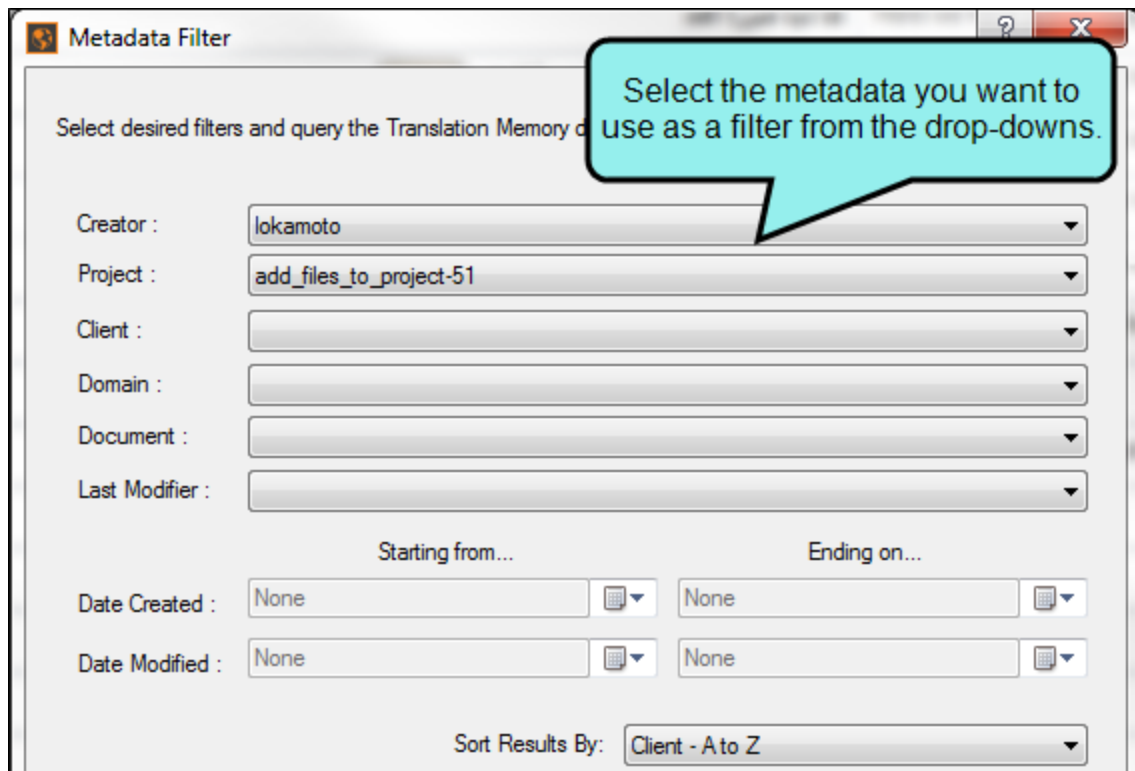 Metadata Filter
?
X
Select the metadata you want to
use as a filter from the drop-downs.
Select desired filters and query the Translation Memory
Creator :
lokamoto
Project :
add_files_to_project-51
Client :
Domain :
Document :
Last Modifier :
Starting from...
Ending on...
Date Created :
None
None
Date Modified :
None
None
Sort Results By:
Client - A to Z